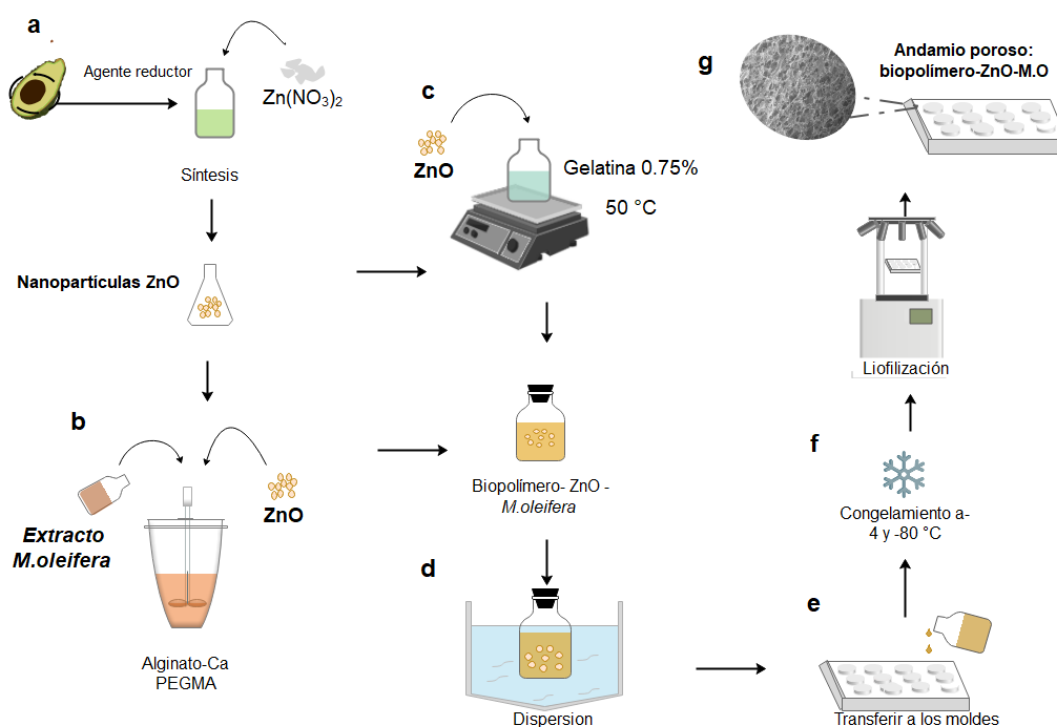 a
Agente reductor
Zn(NO₃)₂
Síntesis
Nanopartículas ZnO
b
Extracto
M.oleifera
ZnO
Alginato-Ca
PEGMA
c
ZnO
Gelatina 0.75%
50 °C
Biopolímero- ZnO -
M.oleifera
d
Dispersion
e
Transferir a los moldes
f
Congelamiento a-
4 y -80 °C
Liofilización
g
Andamio poroso:
biopolímero-ZnO-M.O